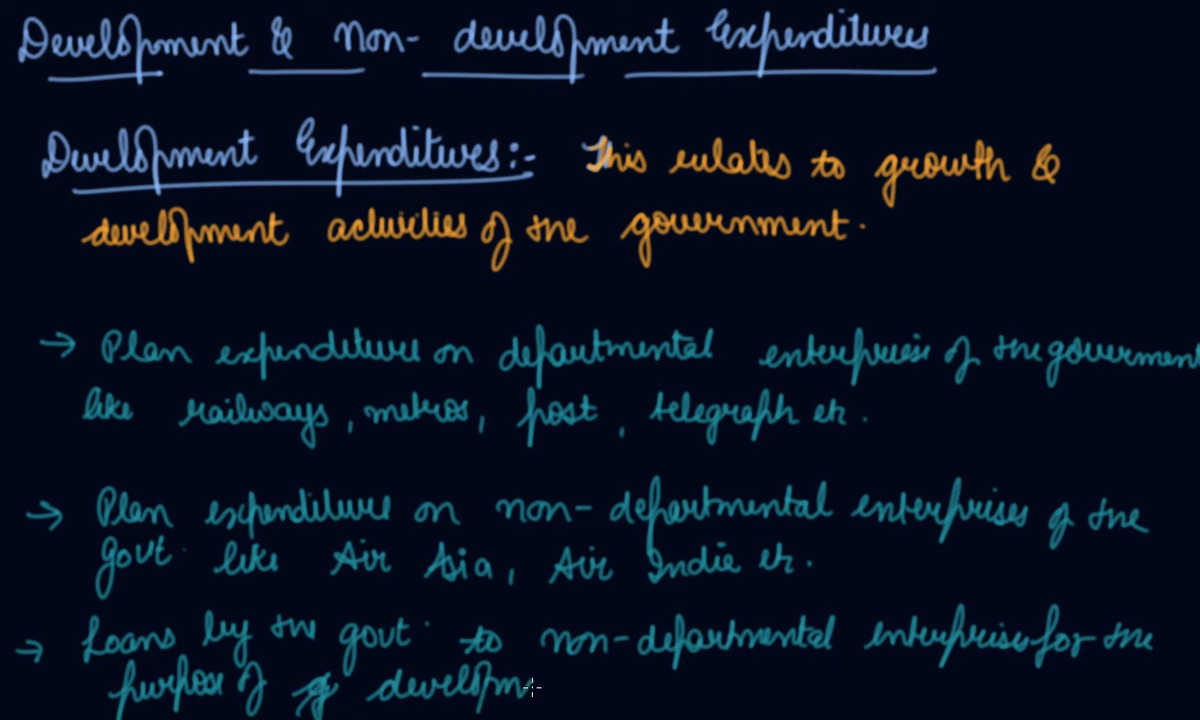 Development & Non-development Expenditures
Development Expenditures:- This relates to growth &
development activities of the government.
→ Plan expenditure on departmental enterprises of the government
like railways, metros, post, telegraph etc.
→ Plan expenditure on non-departmental enterprises of the
govt. like Air Asia, Air India etc.
→ Loans by the govt. to non-departmental enterprises for the
purpose of developm